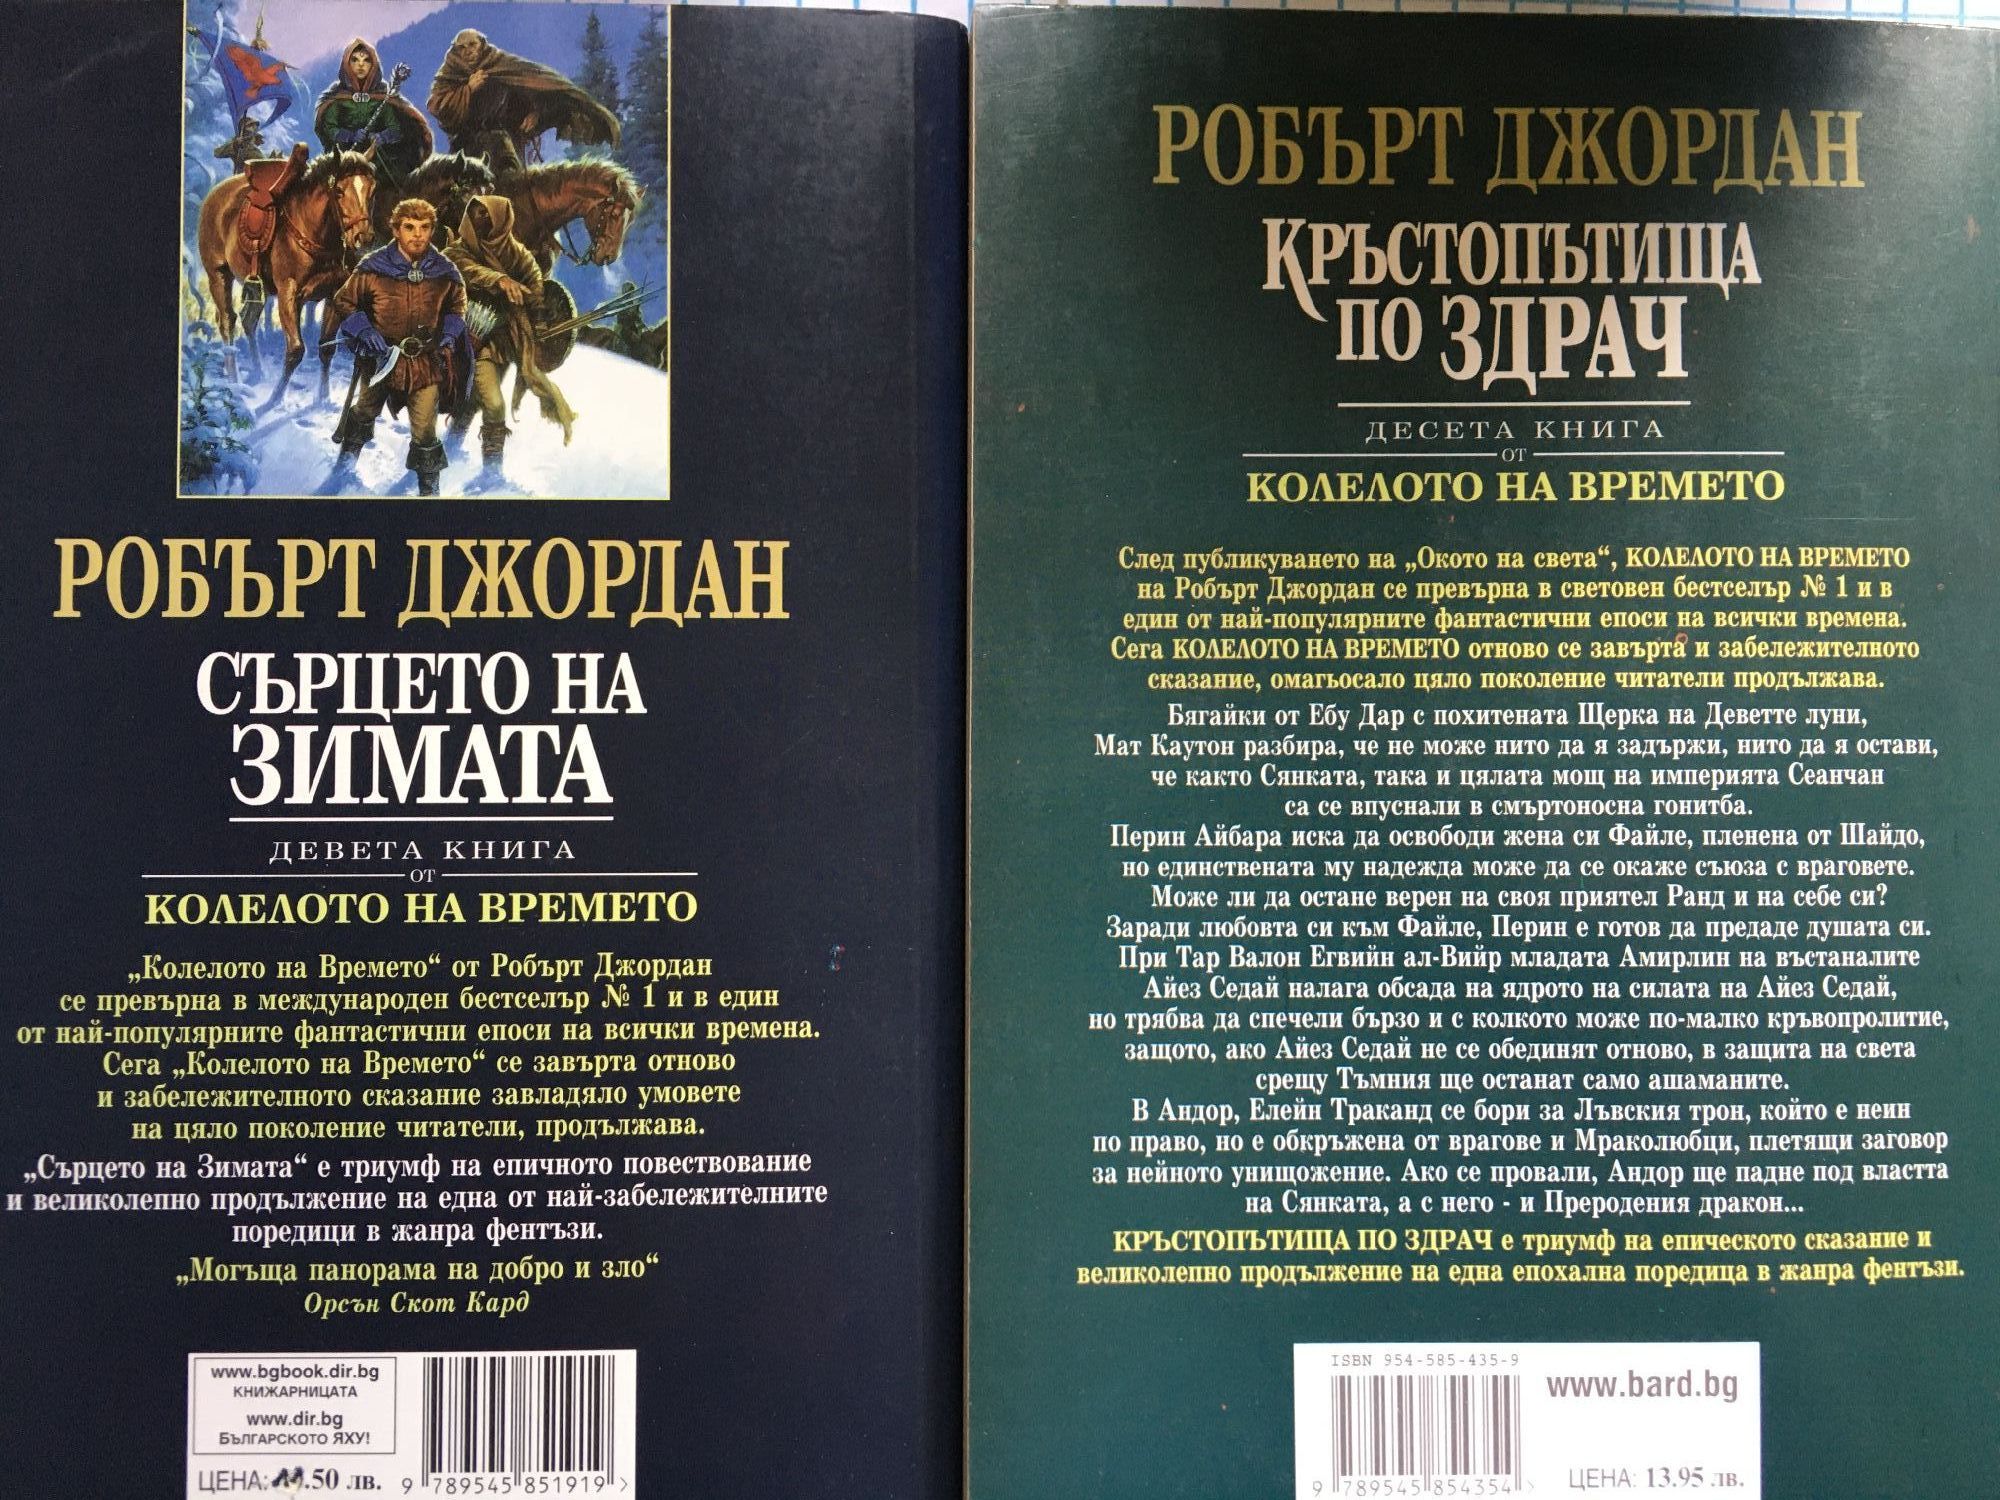 РОБЪРТ ДЖОРДАН
СЪРЦЕТО НА
ЗИМАТА
ДЕВЕТА КНИГА
ОТ
КОЛЕЛОТО НА ВРЕМЕТО
„Колелото на Времето“ от Робърт Джордан
се превърна в международен бестселър № 1 и в един
от най-популярните фантастични епоси на всички времена.
Сега „Колелото на Времето“ се завърта отново
и забележителното сказание завладяло умовете
на цяло поколение читатели, продължава.
„Сърцето на Зимата“ е триумф на епичното повествование
и великолепно продължение на една от най-забележителните
поредици в жанра фентъзи.
„Могъща панорама на добро и зло“
Орсън Скот Кард
www.bgbook.dir.bg
КНИЖАРНИЦАТА
www.dir.bg
БЪЛГАРСКОТО ЯХУ!
ЦЕНА: .50 лв.
9 789545 851919 >
РОБЪРТ ДЖОРДАН
КРЪСТОПЪТИЩА
ПО ЗДРАЧ
ДЕСЕТА КНИГА
ОТ
КОЛЕЛОТО НА ВРЕМЕТО
След публикуването на „Окото на света“, КОЛЕЛОТО НА ВРЕМЕТО
на Робърт Джордан се превърна в световен бестселър № 1 и в
един от най-популярните фантастични епоси на всички времена.
Сега КОЛЕЛОТО НА ВРЕМЕТО отново се завърта и забележителното
сказание, омагьосало цяло поколение читатели продължава.
Бягайки от Ебу Дар с похитената Щерка на Деветте луни,
Мат Каутон разбира, че не може нито да я задържи, нито да я остави,
че както Сянката, така и цялата мощ на империята Сеанчан
са се впуснали в смъртоносна гонитба.
Перин Айбара иска да освободи жена си Файле, пленена от Шайдо,
но единствената му надежда може да се окаже съюза с враговете.
Може ли да остане верен на своя приятел Ранд и на себе си?
Заради любовта си към Файле, Перин е готов да предаде душата си.
При Тар Валон Егвийн ал-Вийр младата Амирлин на въстаналите
Айез Седай налага обсада на ядрото на силата на Айез Седай,
но трябва да спечели бързо и с колкото може по-малко кръвопролитие,
защото, ако Айез Седай не се обединят отново, в защита на света
срещу Тъмния ще останат само ашаманите.
В Андор, Елейн Траканд се бори за Лъвския трон, който е неин
по право, но е обкръжена от врагове и Мраколюбци, плетящи заговор
за нейното унищожение. Ако се провали, Андор ще падне под властта
на Сянката, а с него - и Преродения дракон...
КРЪСТОПЪТИЩА ПО ЗДРАЧ е триумф на епическото сказание и
великолепно продължение на една епохална поредица в жанра фентъзи.
ISBN 954-585-435-9
www.bard.bg
9 789545 854354 >
ЦЕНА: 13.95 лв.